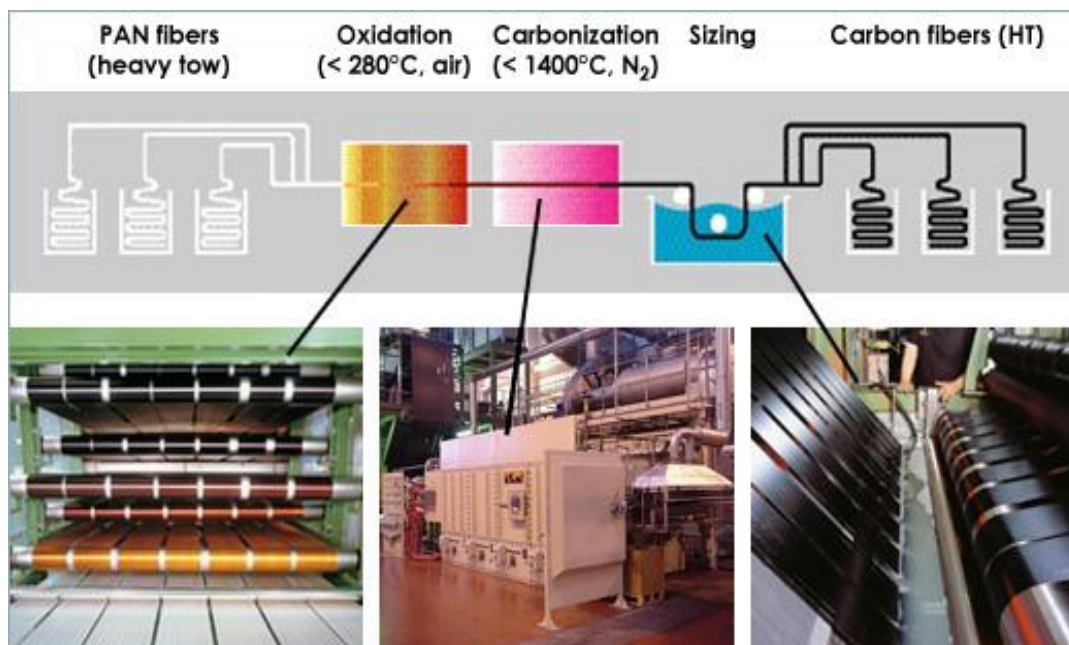 PAN fibers
(heavy tow)
Oxidation
(< 280°C, air)
Carbonization
(< 1400°C, N₂)
Sizing
Carbon fibers (HT)